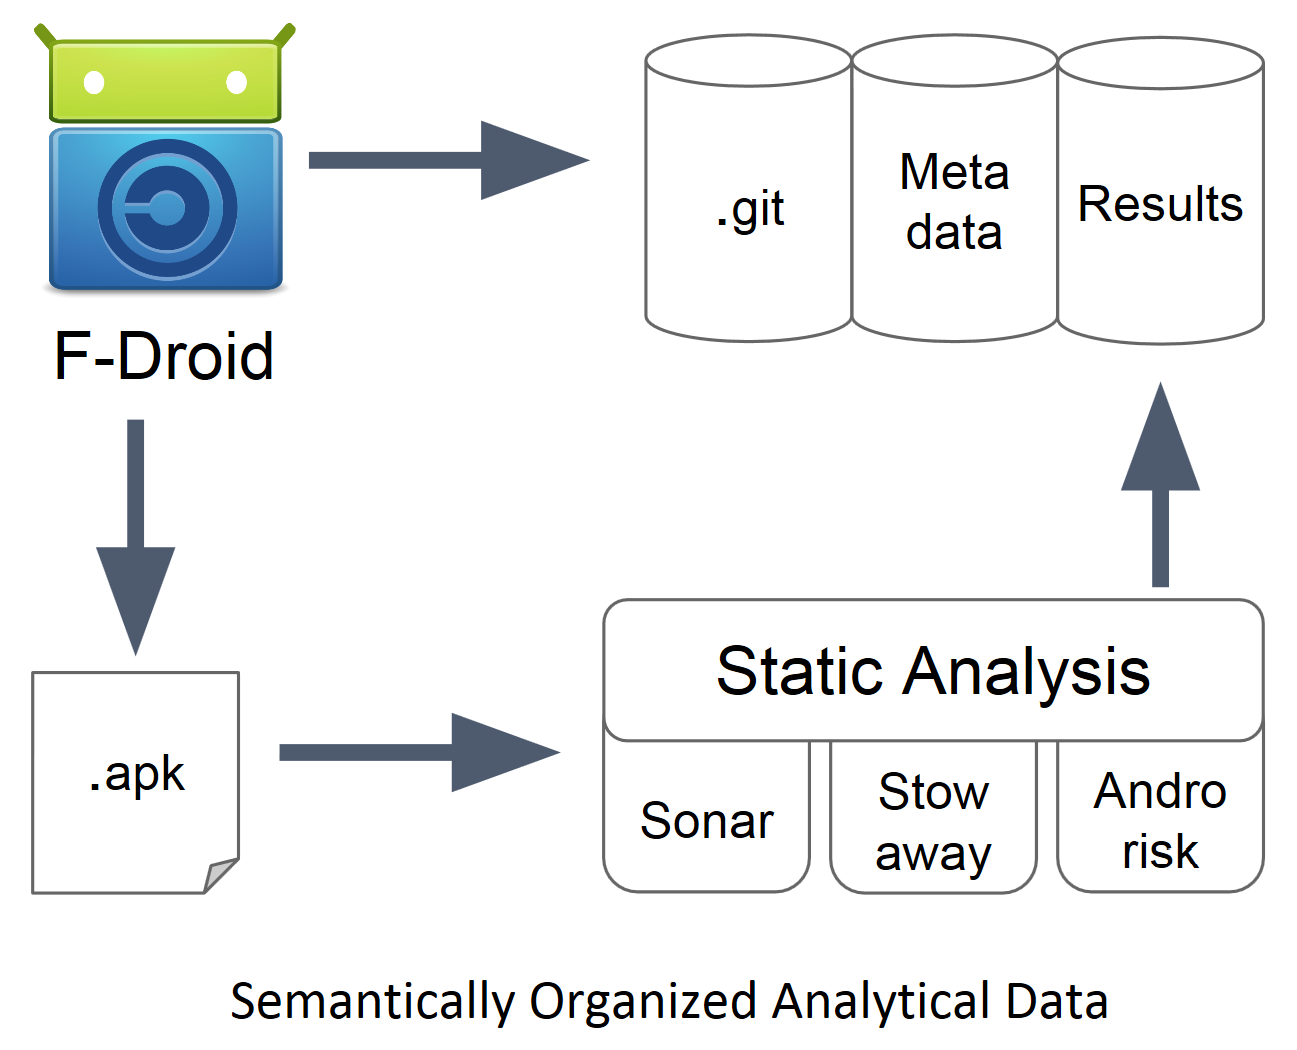 F-Droid
.git
Meta
data
Results
.apk
Static Analysis
Sonar
Stow
away
Andro
risk
Semantically Organized Analytical Data